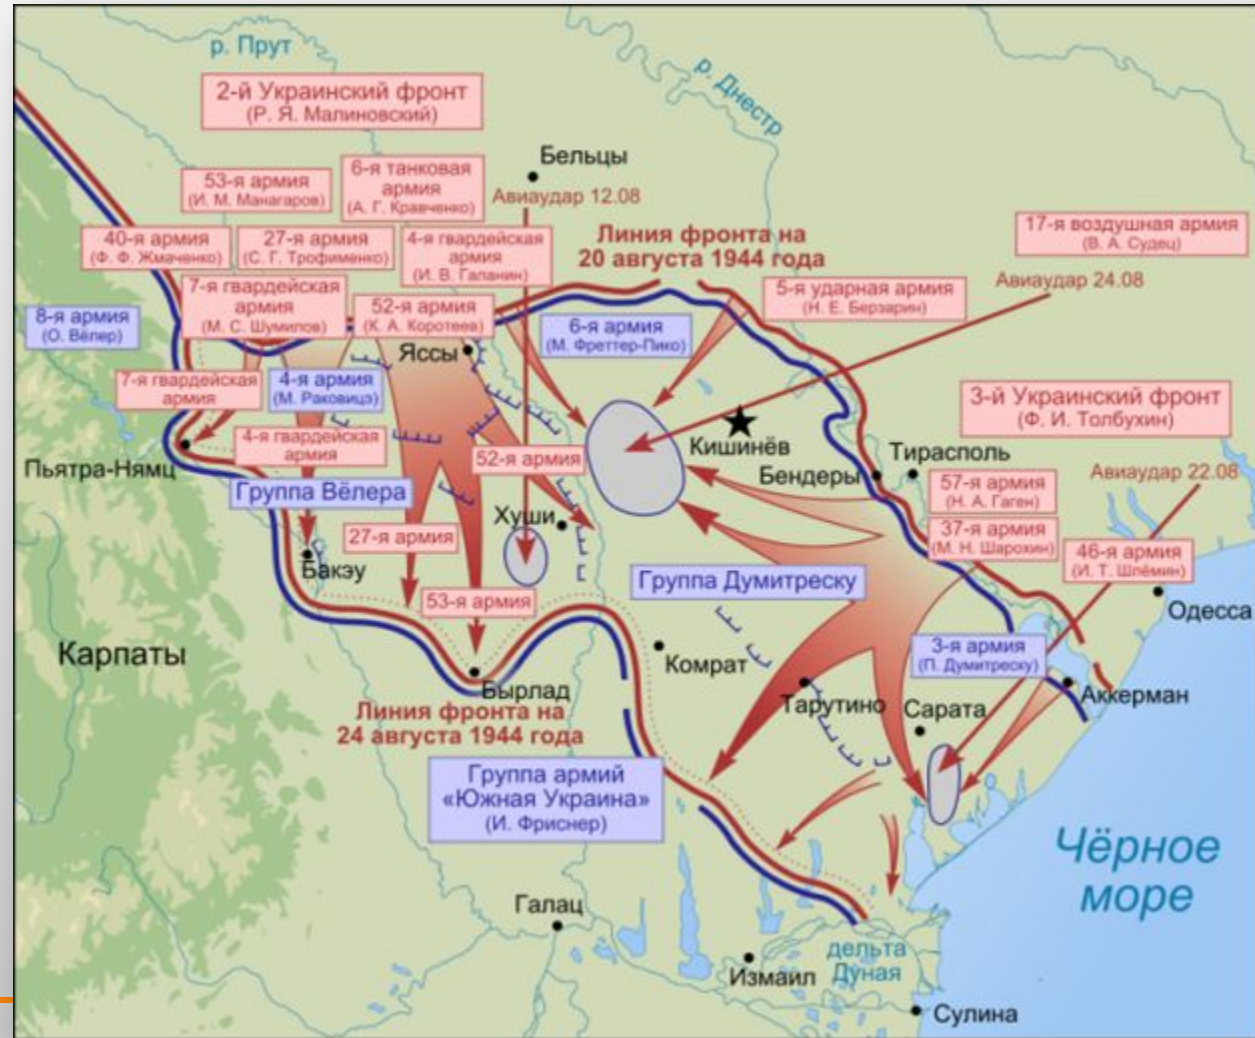 р. Прут
р. Днестр
2-й Украинский фронт
(Р. Я. Малиновский)
Бельцы
6-я танковая
армия
(А. Г. Кравченко)
53-я армия
(И. М. Манагаров)
Авиаудар 12.08
17-я воздушная армия
(В. А. Судец)
40-я армия
(Ф. Ф. Жмаченко)
27-я армия
(С. Г. Трофименко)
4-я гвардейская
армия
(И. В. Галанин)
Линия фронта на
20 августа 1944 года
Авиаудар 24.08
7-я гвардейская
армия
(М. С. Шумилов)
52-я армия
(К. А. Коротеев)
5-я ударная армия
(Н. Е. Берзарин)
8-я армия
(О. Вёлер)
6-я армия
(М. Фреттер-Пико)
Яссы
7-я гвардейская
армия
4-я армия
(М. Раковицэ)
3-й Украинский фронт
(Ф. И. Толбухин)
4-я гвардейская
армия
Кишинёв
Пьятра-Нямц
52-я армия
Бендеры
Тирасполь
Авиаудар 22.08
Группа Вёлера
57-я армия
(Н. А. Гаген)
Хуши
27-я армия
37-я армия
(М. Н. Шарохин)
46-я армия
(И. Т. Шлёмин)
Бакэу
Группа Думитреску
53-я армия
Одесса
Карпаты
Комрат
3-я армия
(П. Думитреску)
Бырлад
Тарутино
Сарата
Аккерман
Линия фронта на
24 августа 1944 года
Группа армий
«Южная Украина»
(И. Фриснер)
Чёрное
море
Галац
Измаил
дельта
Дуная
Сулина